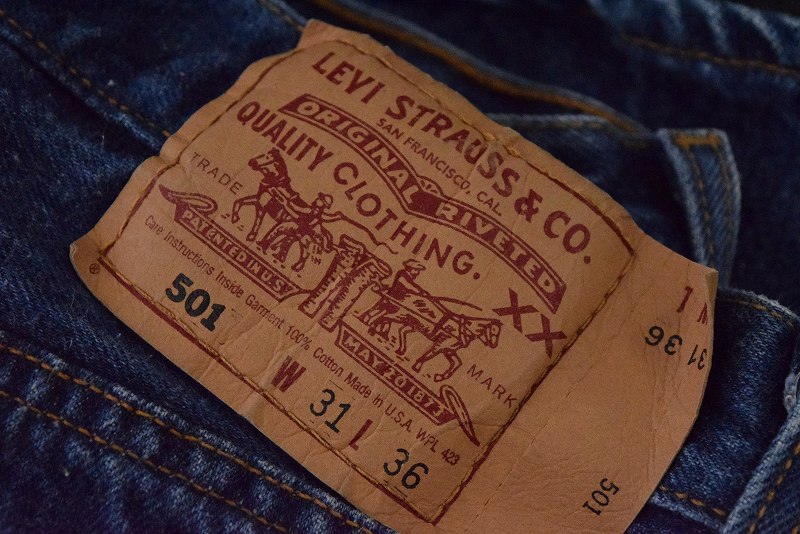 LEVI STRAUSS & CO.
SAN FRANCISCO, CAL.
ORIGINAL RIVETED
QUALITY CLOTHING. XX
TRADE MARK
PATENTED IN U.S.
MAY 20 1873
®
Care Instructions Inside Garment 100% Cotton Made in U.S.A. WPL 423
501 W 31 L 36
W 31
L 36
501